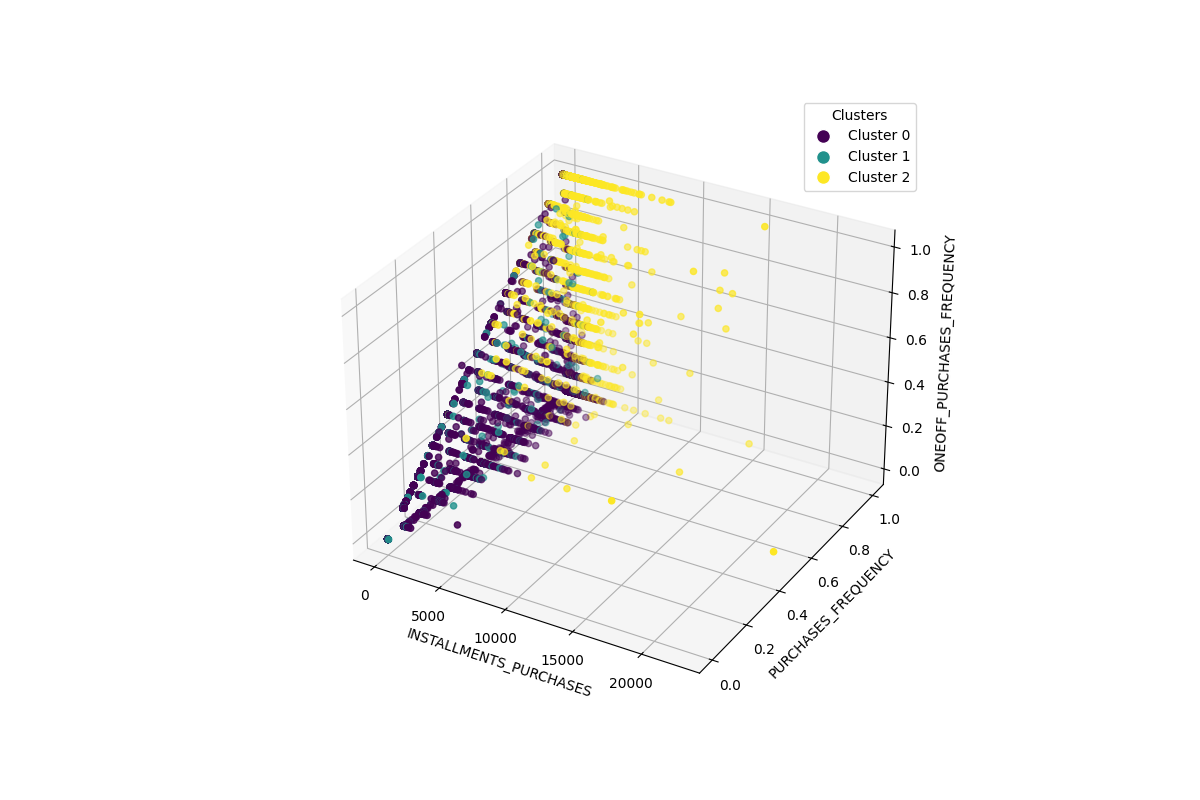 Clusters
Cluster 0
Cluster 1
Cluster 2
1.0
0.8
0.6
0.4
0.2
0.0
ONEOFF_PURCHASES_FREQUENCY
1.0
0.8
0.6
0.4
0.2
0.0
PURCHASES_FREQUENCY
0
5000
10000
15000
20000
INSTALLMENTS_PURCHASES